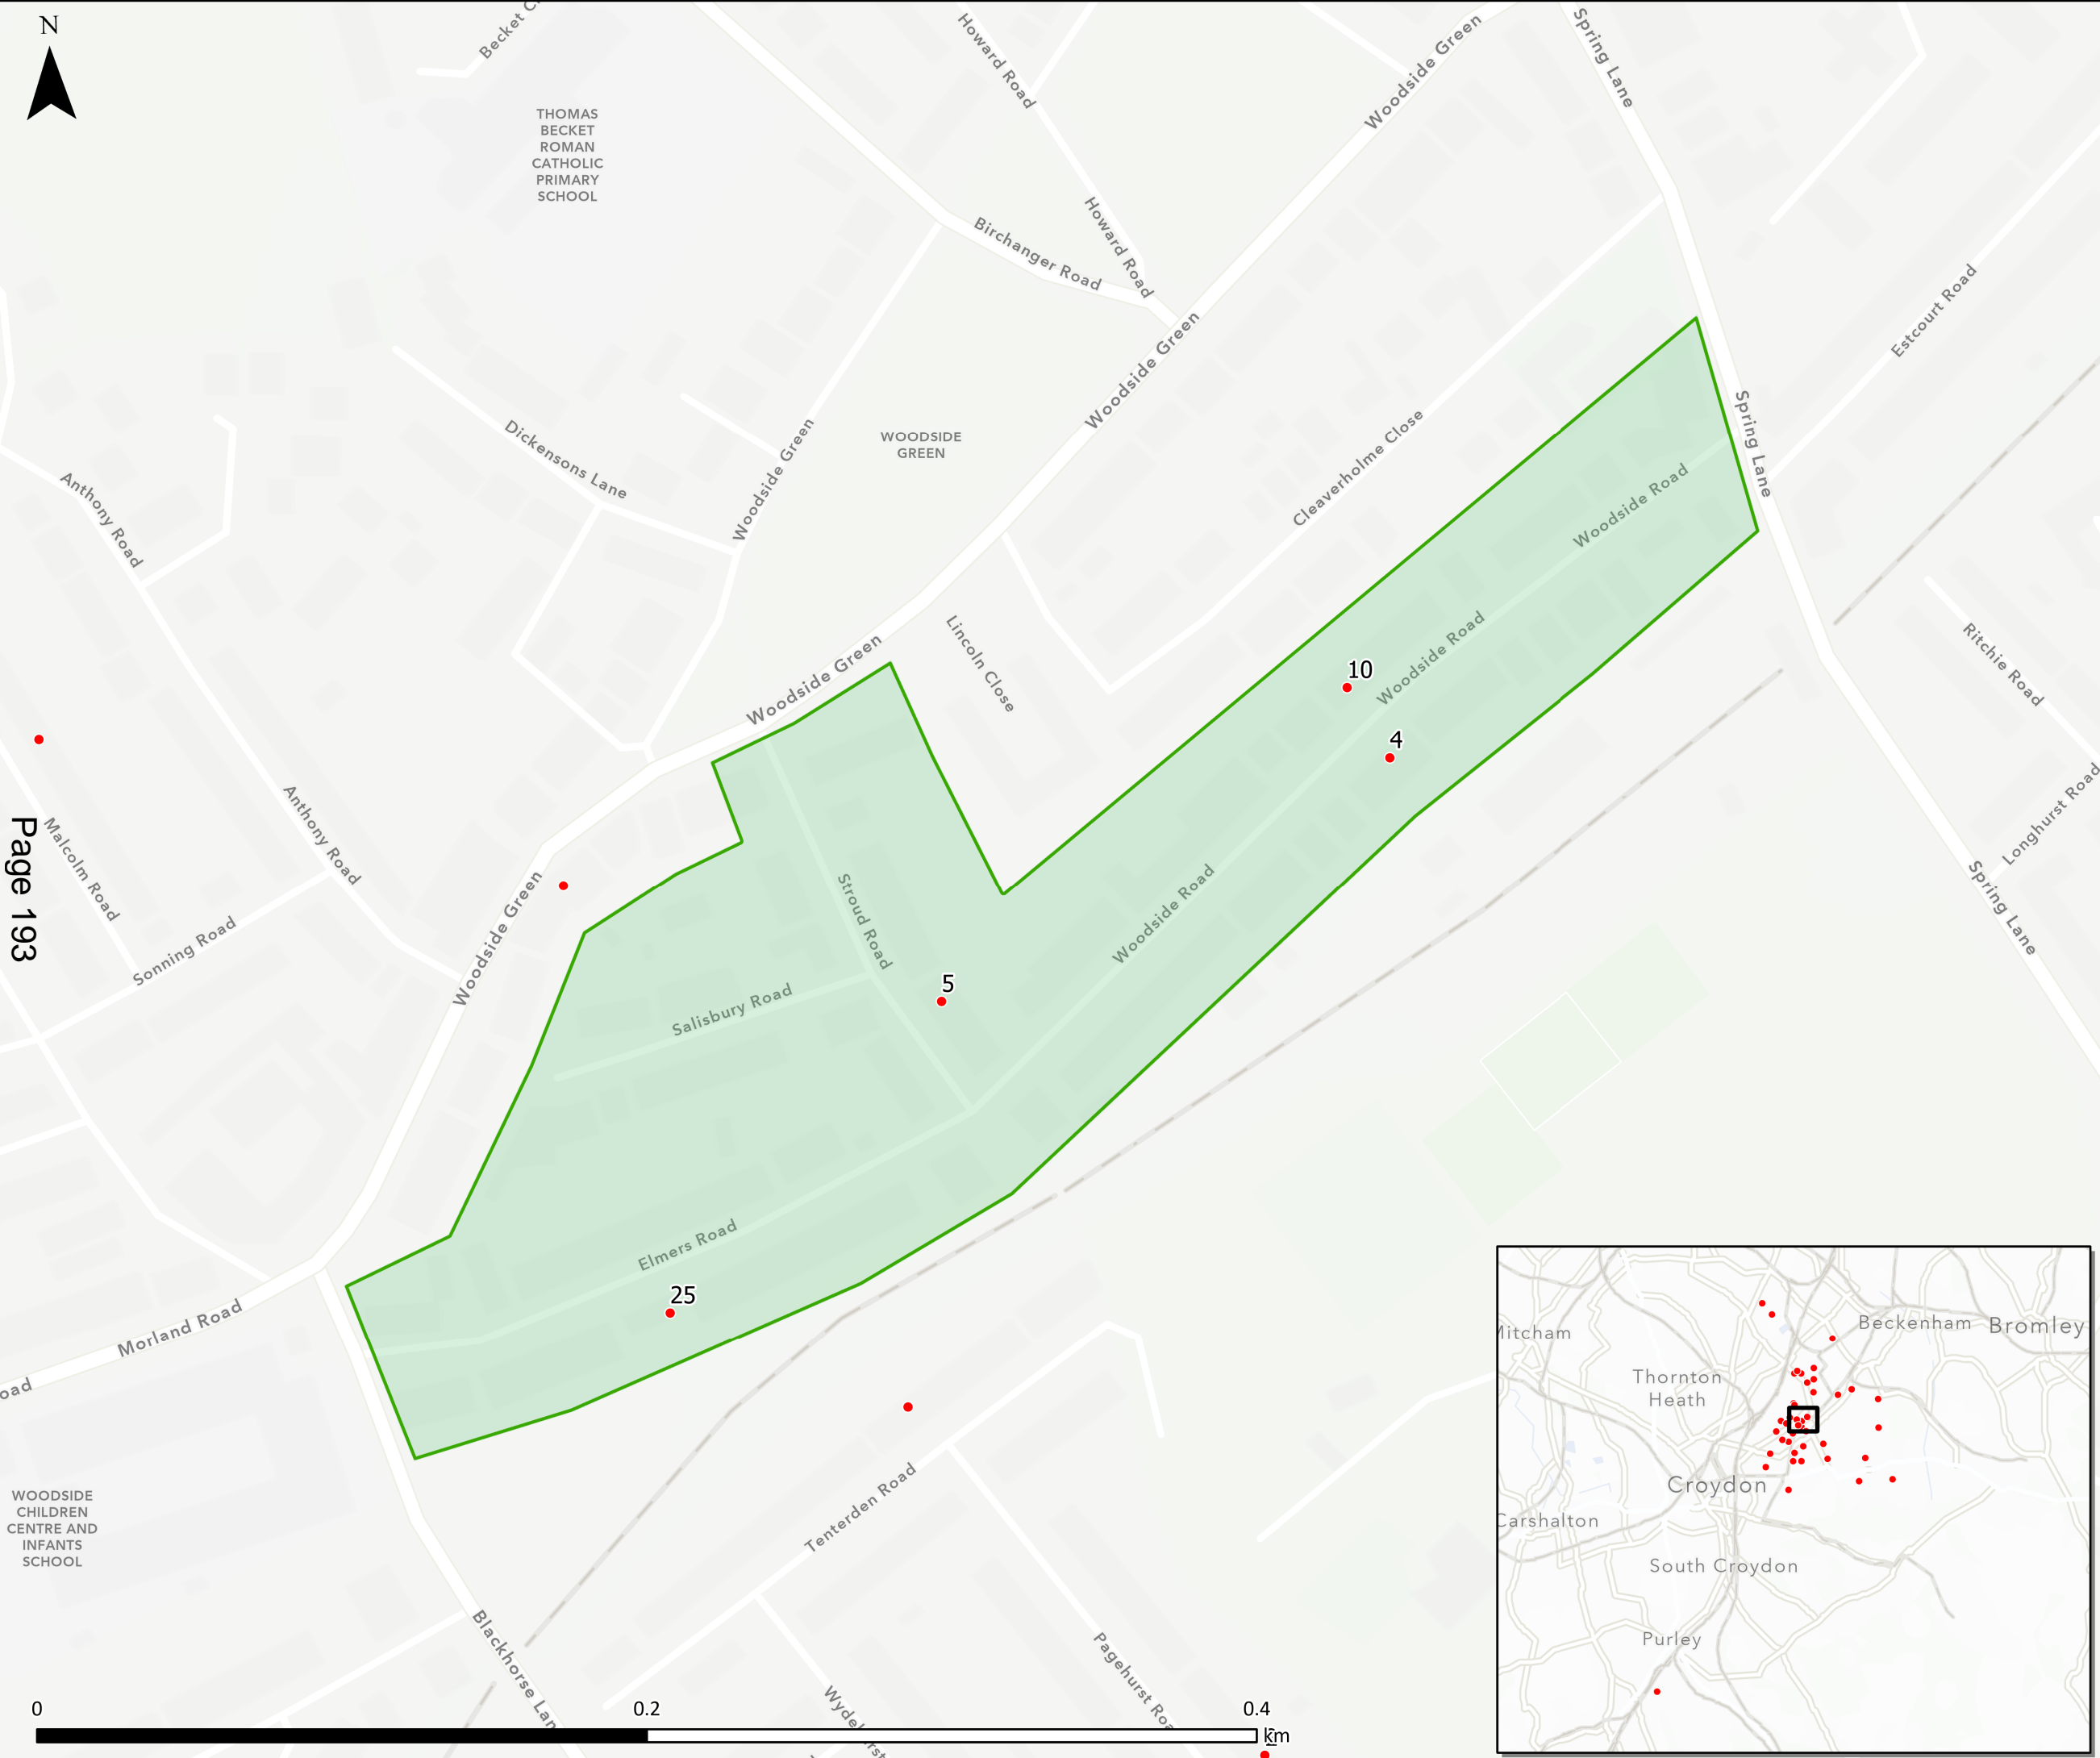 N
Becket
Howard Road
Woodside Green
Spring Lane
THOMAS
BECKET
ROMAN
CATHOLIC
PRIMARY
SCHOOL
Howard Road
Birchanger Road
Woodside Green
Estcourt Road
Spring Lane
Woodside Green
Dickensons Lane
WOODSIDE
GREEN
Cleaverholme Close
Woodside Road
Anthony Road
Lincoln Close
Woodside Green
10
Woodside Road
4
Ritchie Road
Longhurst Road
Page 193
Malcolm Road
Anthony Road
Woodside Green
Stroud Road
Woodside Road
Spring Lane
Sonning Road
5
Salisbury Road
Elmers Road
25
Morland Road
oad
WOODSIDE
CHILDREN
CENTRE AND
INFANTS
SCHOOL
Tenterden Road
Blackhorse Lan
Pagehurst Roa
0
0.2
0.4
km
Mitcham
Beckenham
Bromley
Thornton
Heath
Croydon
Carshalton
South Croydon
Purley